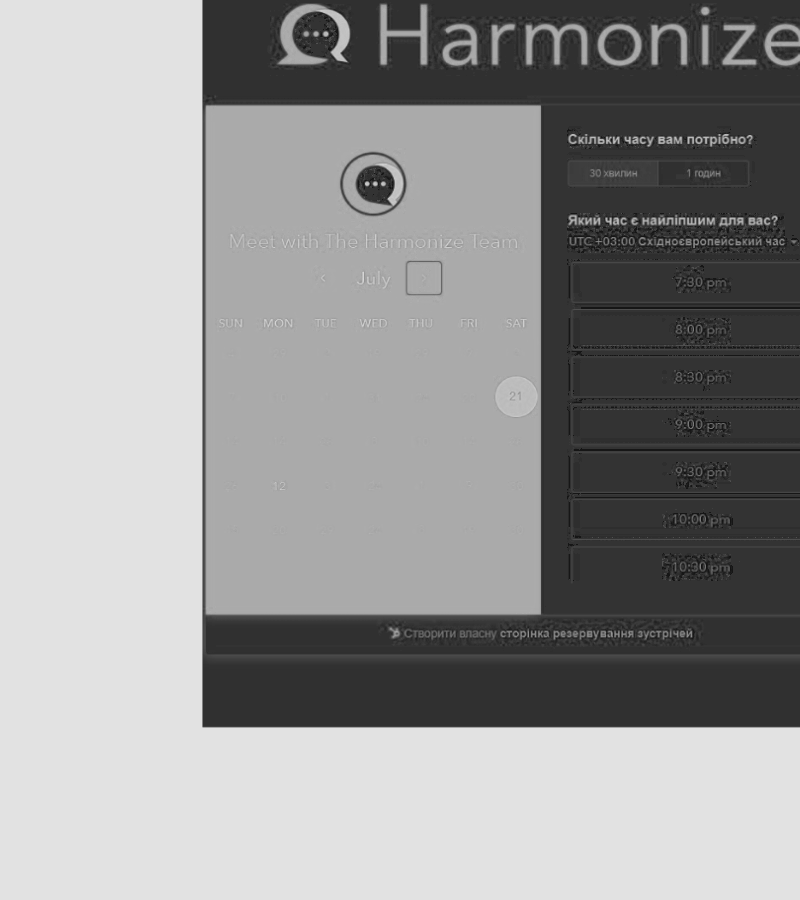 Harmonize
Meet with The Harmonize Team
July
SUN MON TUE WED THU FRI SAT
21
12
Скільки часу вам потрібно?
30 хвилин 1 годин
Який час є найліпшим для вас?
UTC +03:00 Східноєвропейський час
7:30 pm
8:00 pm
8:30 pm
9:00 pm
9:30 pm
10:00 pm
10:30 pm
Створити власну сторінка резервування зустрічей